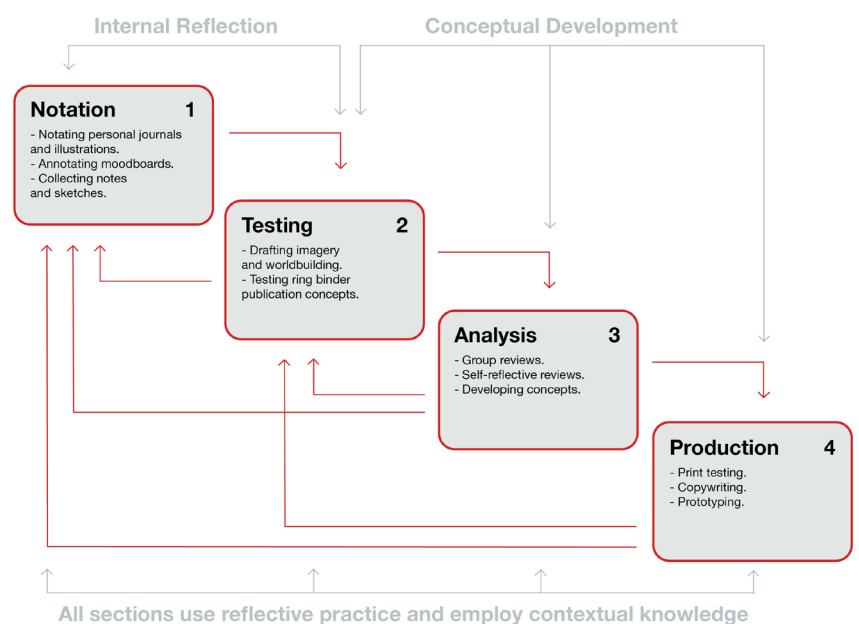 Internal Reflection
Conceptual Development
Notation 1
- Notating personal journals
and illustrations.
- Annotating moodboards.
- Collecting notes
and sketches.
Testing 2
- Drafting imagery
and worldbuilding.
- Testing ring binder
publication concepts.
Analysis 3
- Group reviews.
- Self-reflective reviews.
- Developing concepts.
Production 4
- Print testing.
- Copywriting.
- Prototyping.
All sections use reflective practice and employ contextual knowledge